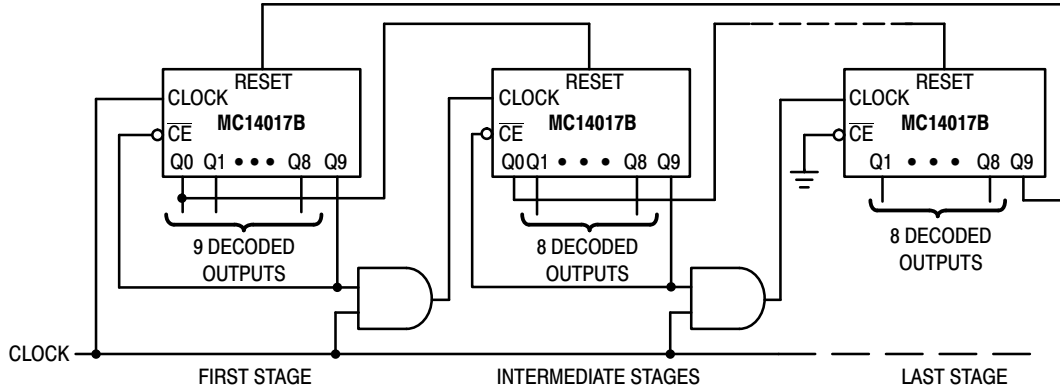 RESET
CLOCK
MC14017B
CE
Q0 Q1 • • • Q8 Q9
9 DECODED
OUTPUTS
RESET
CLOCK
MC14017B
CE
Q0 Q1 • • • Q8 Q9
8 DECODED
OUTPUTS
RESET
CLOCK
MC14017B
CE
Q1 • • • Q8 Q9
8 DECODED
OUTPUTS
CLOCK
FIRST STAGE
INTERMEDIATE STAGES
LAST STAGE